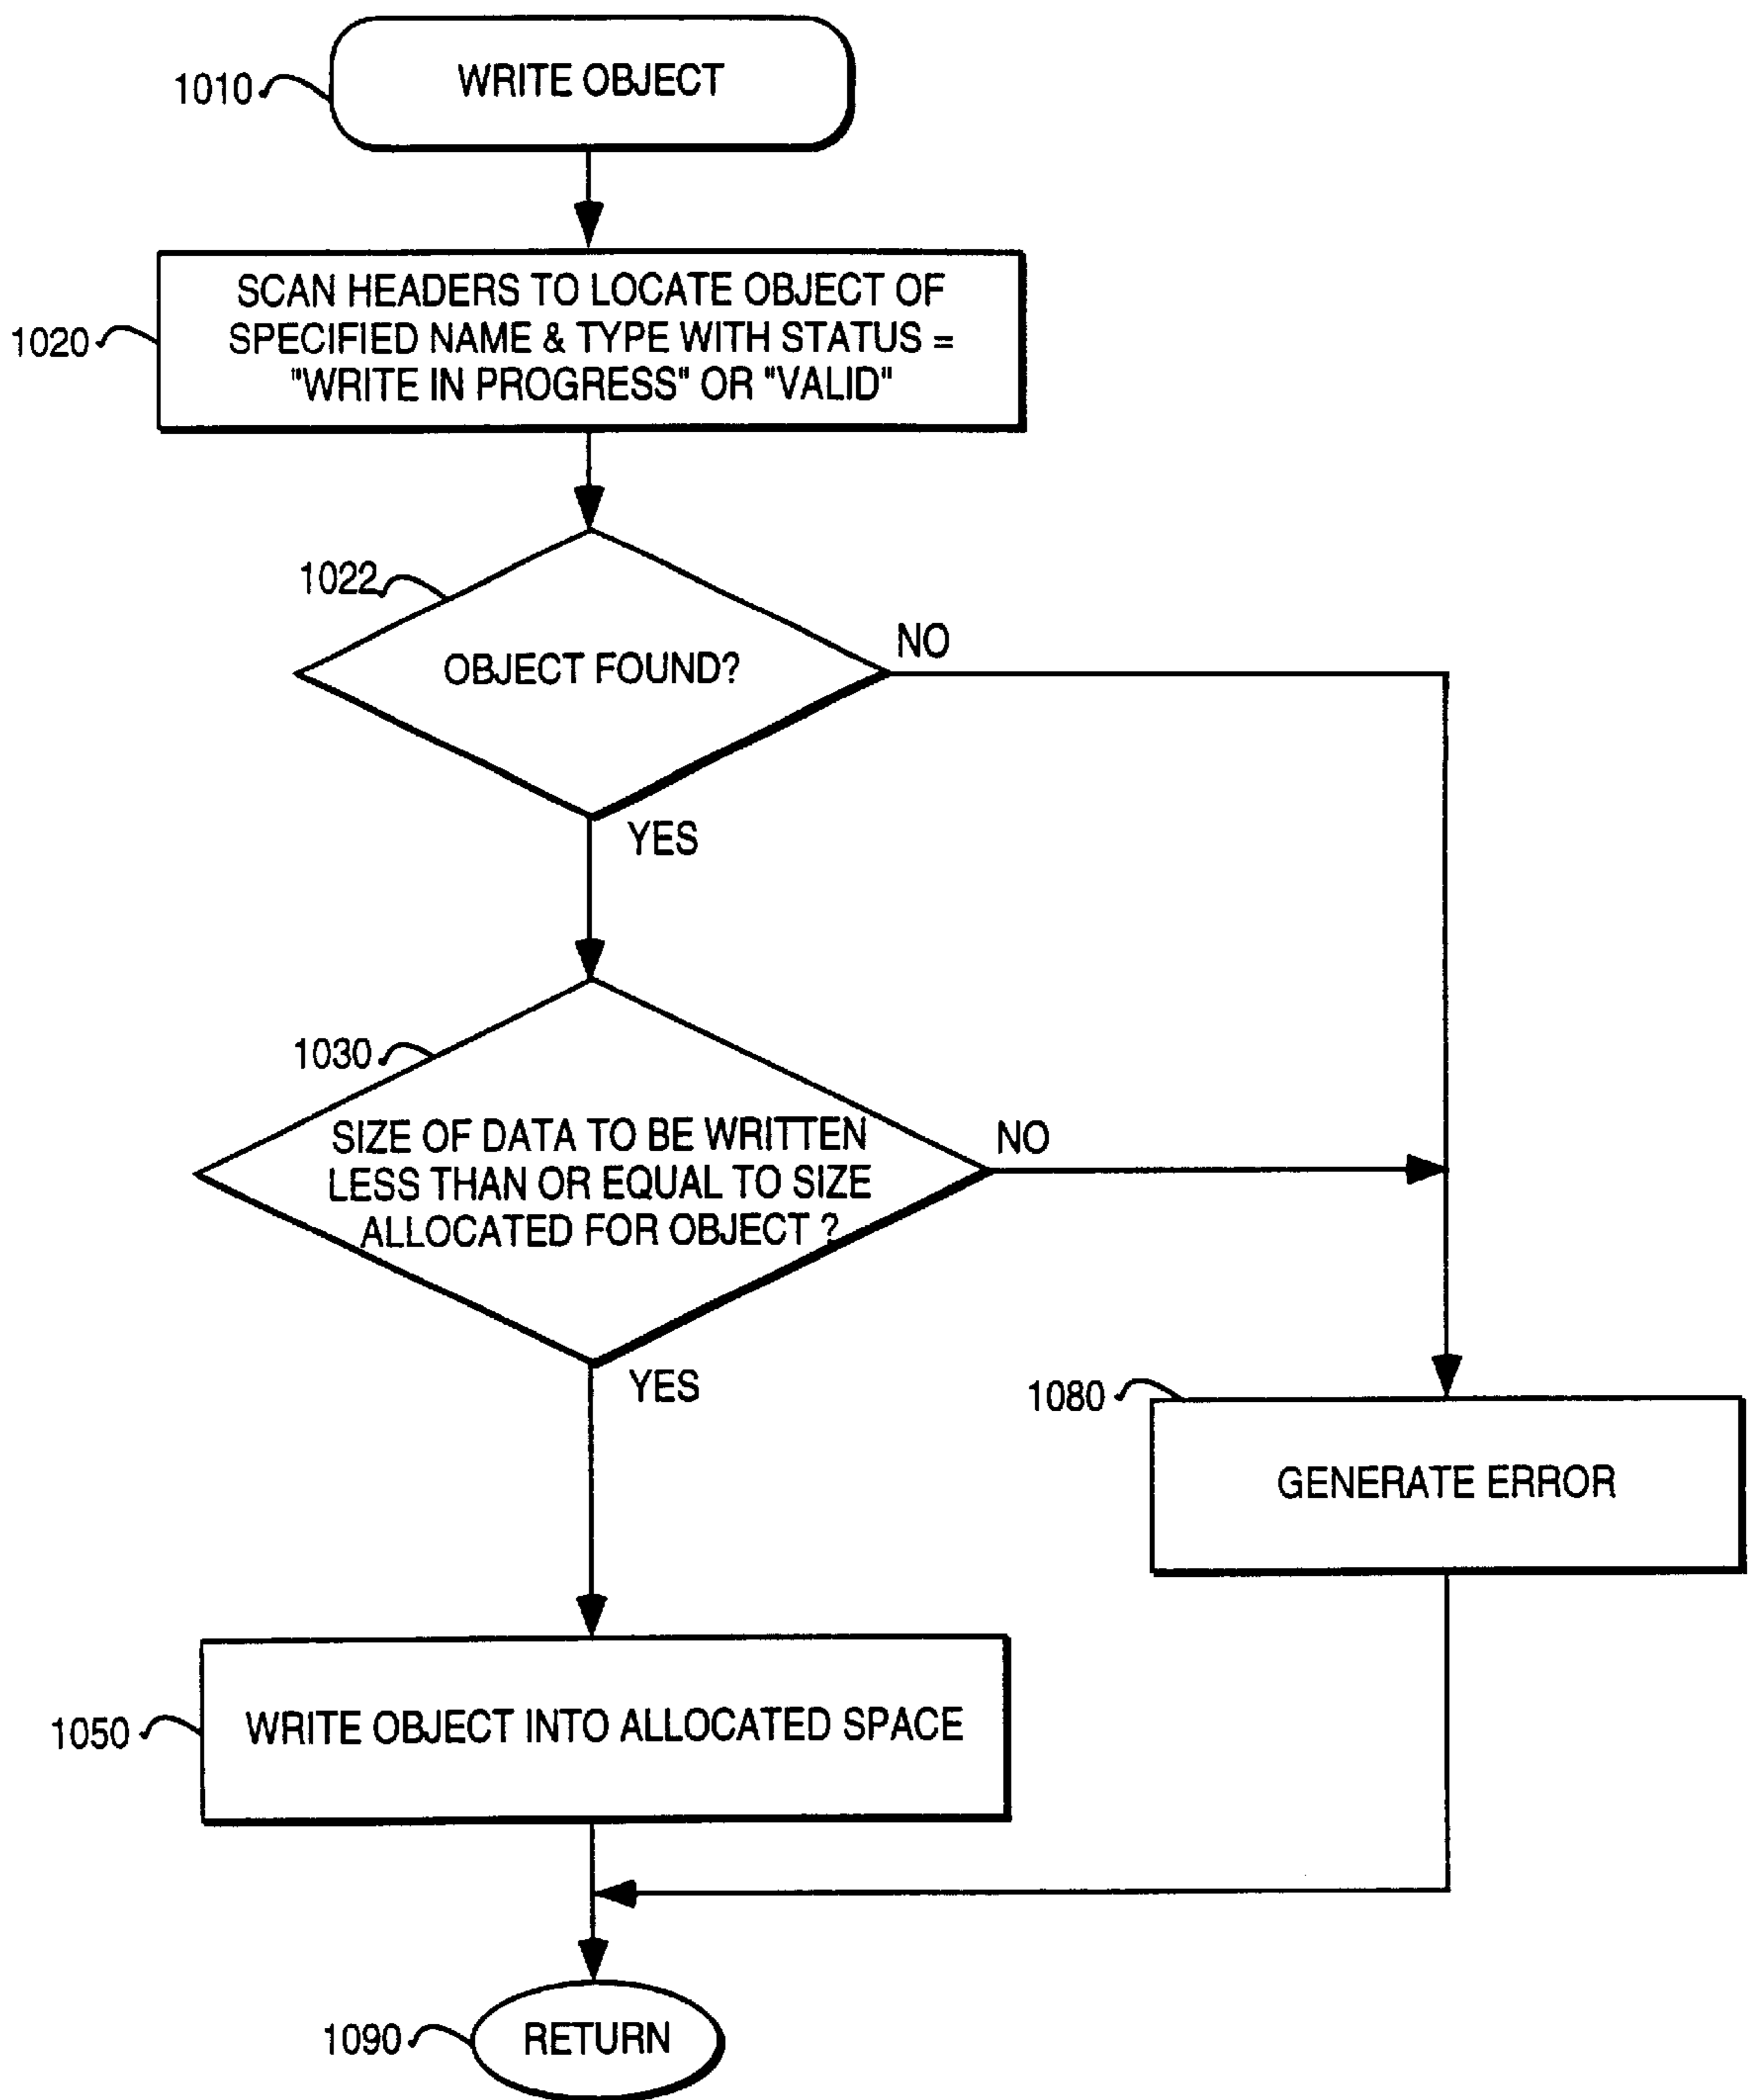 1010
WRITE OBJECT
1020
SCAN HEADERS TO LOCATE OBJECT OF
SPECIFIED NAME & TYPE WITH STATUS =
"WRITE IN PROGRESS" OR "VALID"
1022
OBJECT FOUND?
NO
YES
1030
SIZE OF DATA TO BE WRITTEN
LESS THAN OR EQUAL TO SIZE
ALLOCATED FOR OBJECT ?
NO
YES
1080
GENERATE ERROR
1050
WRITE OBJECT INTO ALLOCATED SPACE
1090
RETURN